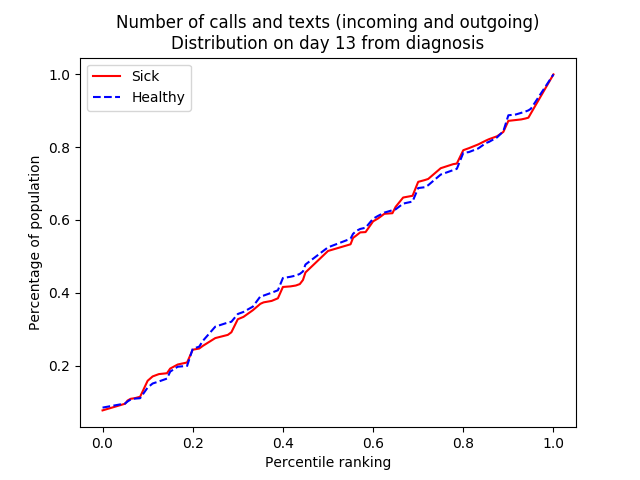 Number of calls and texts (incoming and outgoing)
Distribution on day 13 from diagnosis
Sick
Healthy
Percentage of population
1.0
0.8
0.6
0.4
0.2
0.0 0.2 0.4 0.6 0.8 1.0
Percentile ranking